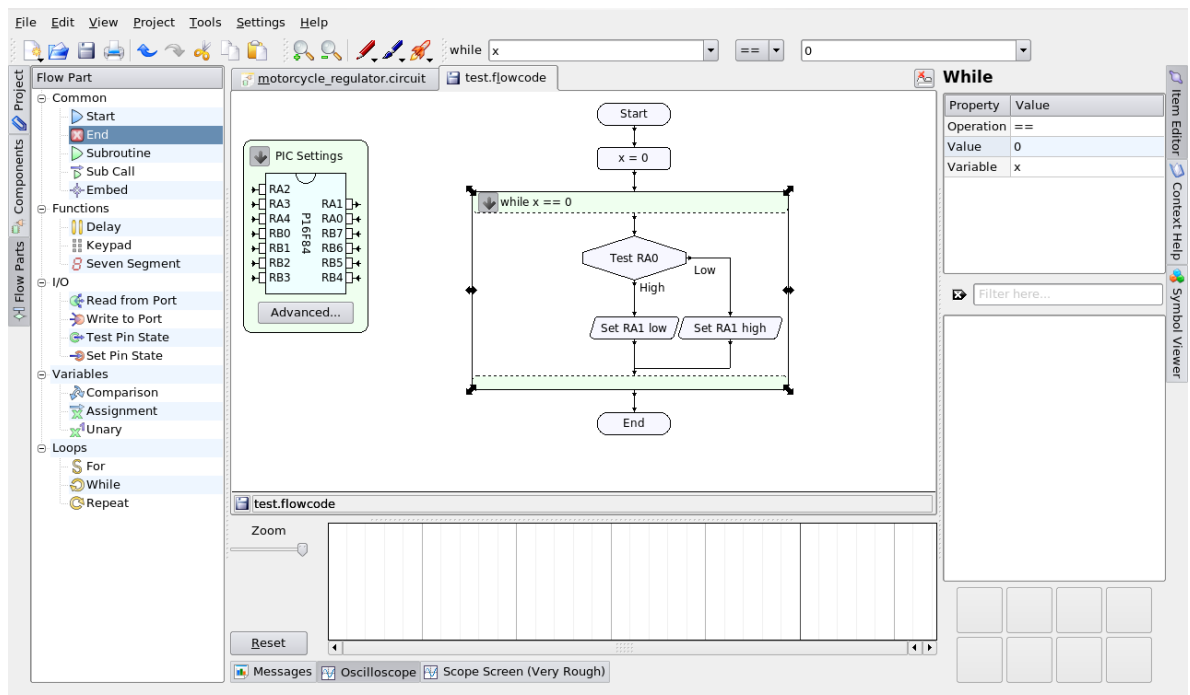 File Edit View Project Tools Settings Help
while x == 0
Project
Components
Flow Parts
Flow Part
Common
Start
End
Subroutine
Sub Call
Embed
Functions
Delay
Keypad
Seven Segment
I/O
Read from Port
Write to Port
Test Pin State
Set Pin State
Variables
Comparison
Assignment
Unary
Loops
For
While
Repeat
motorcycle_regulator.circuit test.flowcode
PIC Settings
RA2
RA3 RA1
RA4 RA0
RB0 RB7
RB1 RB6
RB2 RB5
RB3 RB4
P16F84
Advanced...
Start
x = 0
while x == 0
Test RA0
Low
High
Set RA1 low Set RA1 high
End
test.flowcode
Zoom
Reset
Messages Oscilloscope Scope Screen (Very Rough)
While
Property Value
Operation ==
Value 0
Variable x
Filter here...
Item Editor
Context Help
Symbol Viewer